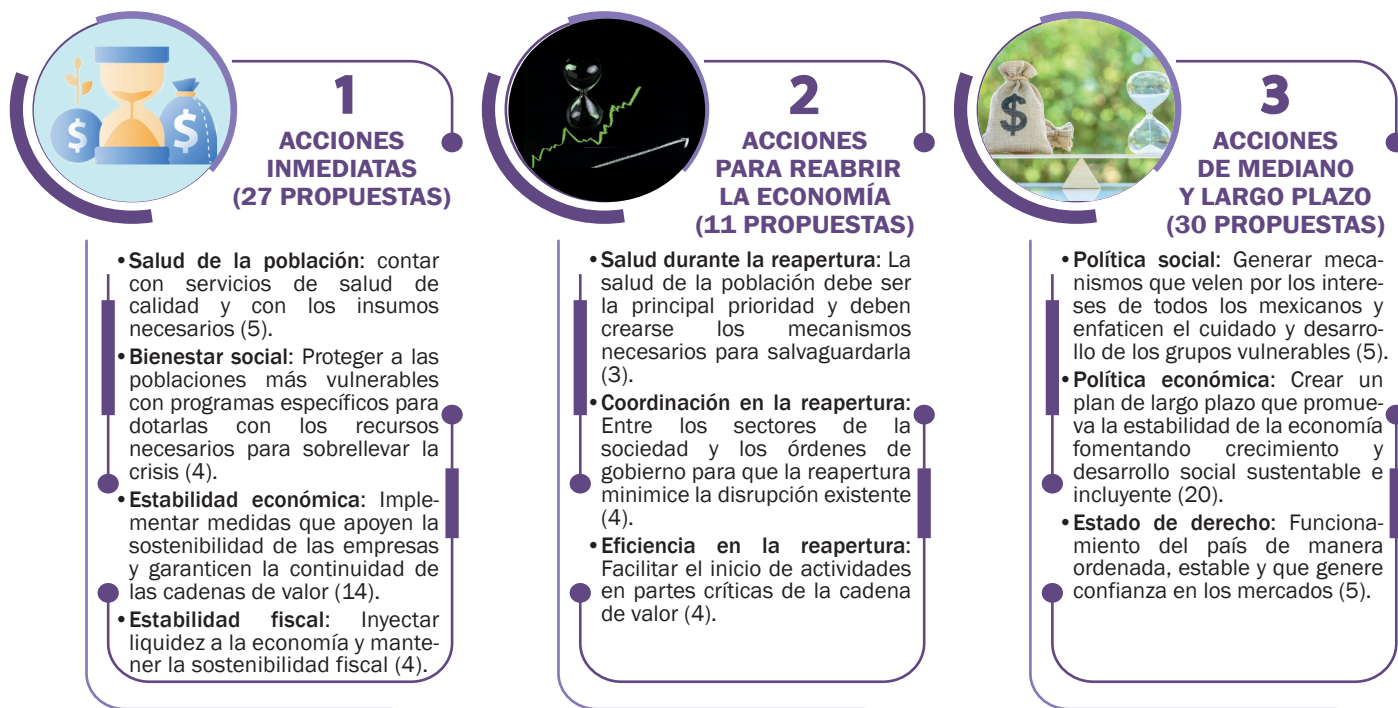 1
ACCIONES
INMEDIATAS
(27 PROPUESTAS)
•Salud de la población: contar
con servicios de salud de
calidad y con los insumos
necesarios (5).
•Bienestar social: Proteger a las
poblaciones más vulnerables
con programas específicos para
dotarlas con los recursos
necesarios para sobrellevar la
crisis (4).
•Estabilidad económica: Imple-
mentar medidas que apoyen la
sostenibilidad de las empresas
y garanticen la continuidad de
las cadenas de valor (14).
•Estabilidad fiscal: Inyectar
liquidez a la economía y mante-
ner la sostenibilidad fiscal (4).
2
ACCIONES
PARA REABRIR
LA ECONOMÍA
(11 PROPUESTAS)
•Salud durante la reapertura: La
salud de la población debe ser
la principal prioridad y deben
crearse los mecanismos
necesarios para salvaguardarla
(3).
•Coordinación en la reapertura:
Entre los sectores de la
sociedad y los órdenes de
gobierno para que la reapertura
minimice la disrupción existente
(4).
•Eficiencia en la reapertura:
Facilitar el inicio de actividades
en partes críticas de la cadena
de valor (4).
3
ACCIONES
DE MEDIANO
Y LARGO PLAZO
(30 PROPUESTAS)
•Política social: Generar meca-
nismos que velen por los intere-
ses de todos los mexicanos y
enfaticen el cuidado y desarro-
llo de los grupos vulnerables (5).
•Política económica: Crear un
plan de largo plazo que promue-
va la estabilidad de la economía
fomentando crecimiento y
desarrollo social sustentable e
incluyente (20).
•Estado de derecho: Funciona-
miento del país de manera
ordenada, estable y que genere
confianza en los mercados (5).
$
$
$